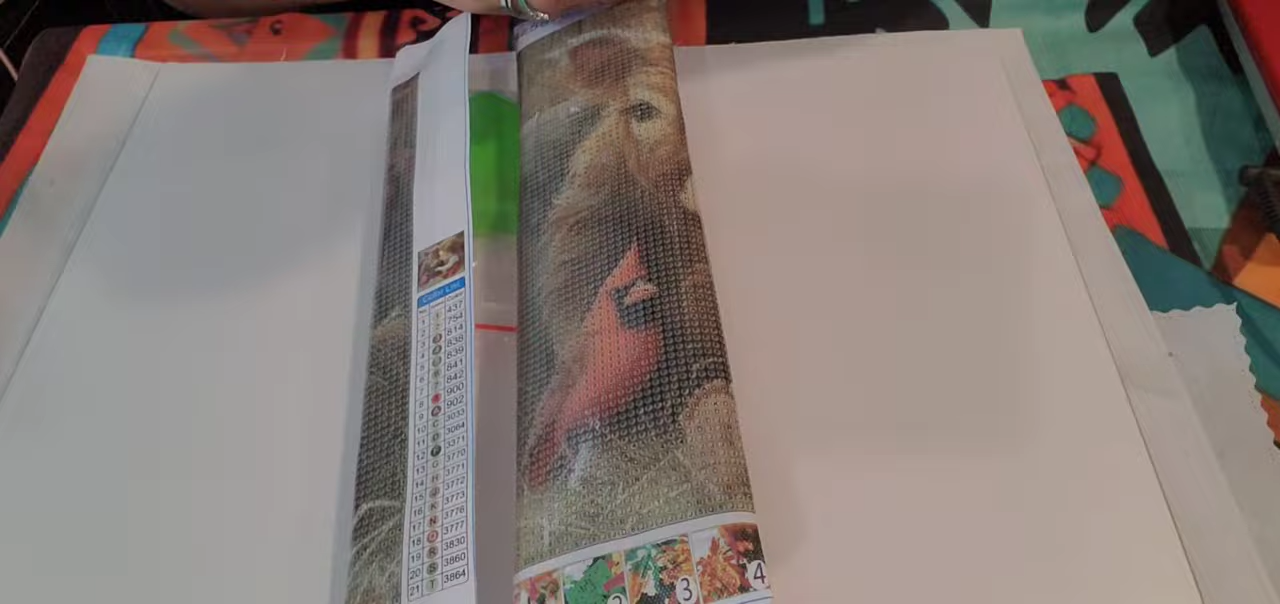 Color List
1 437
2 754
3 814
4 838
5 839
6 841
7 842
8 900
9 902
10 C 3033
11 D 3064
12 F 3371
13 G 3770
14 H 3771
15 J 3772
16 K 3773
17 N 3776
18 Q 3777
19 R 3830
20 S 3860
21 T 3864
2
3
4